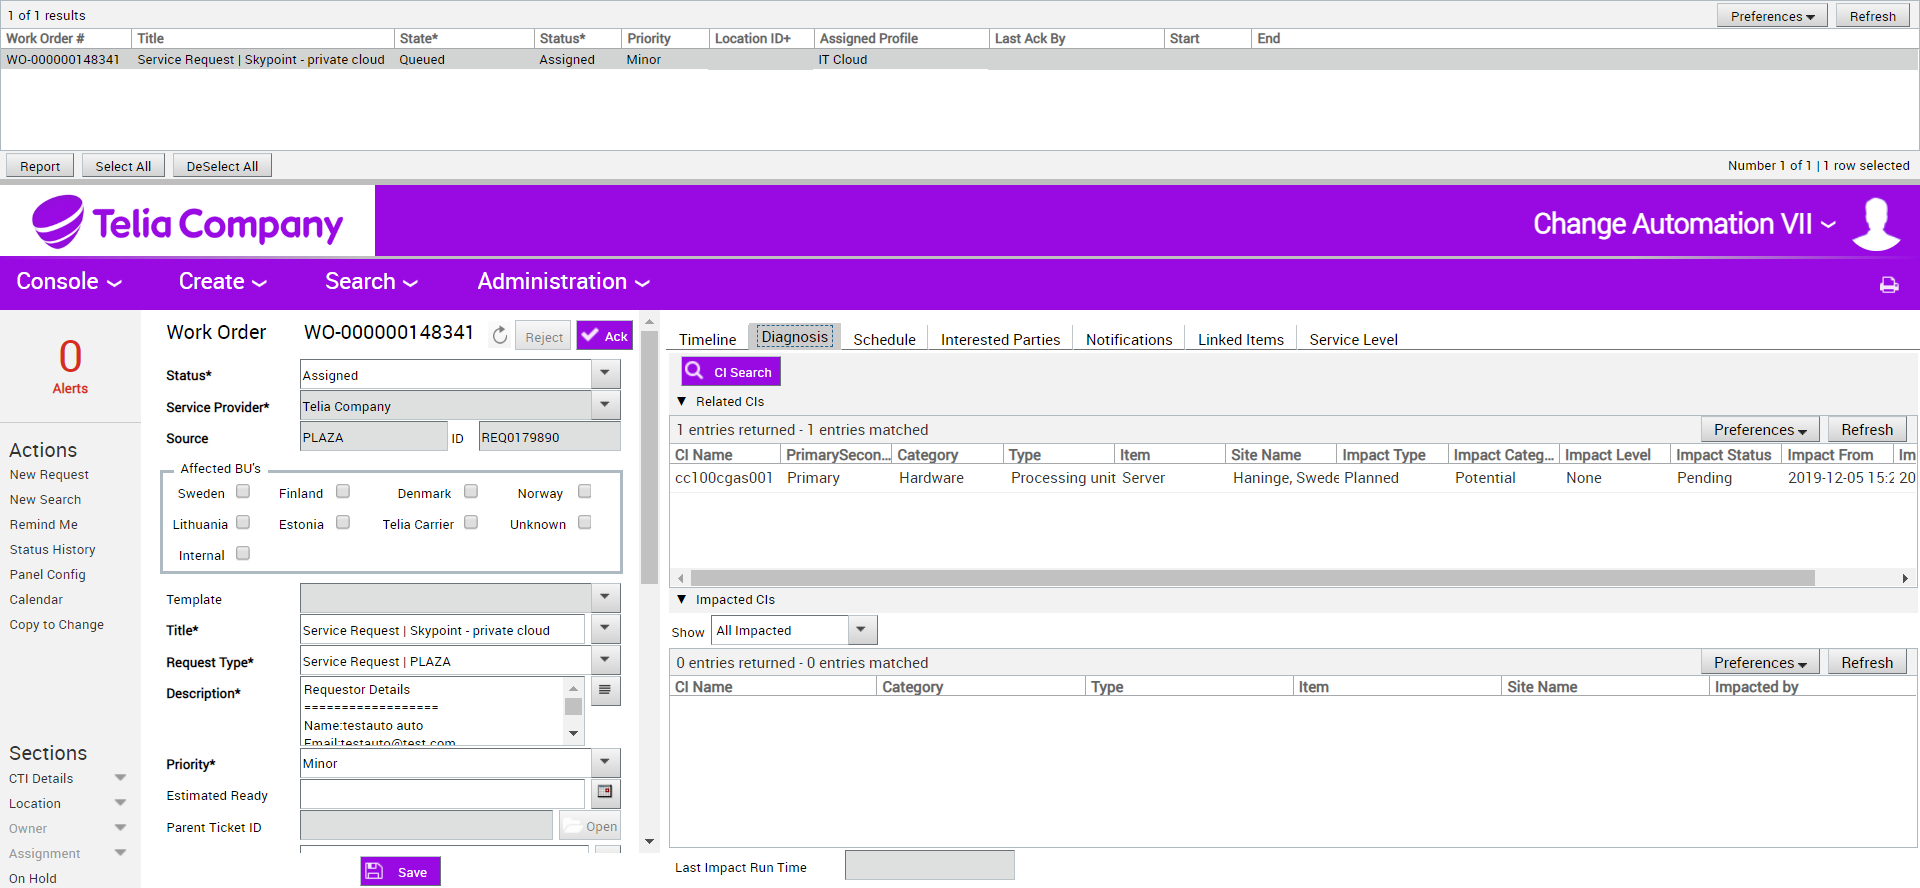 1 of 1 results
Preferences
Refresh
Work Order # Title State* Status* Priority Location ID+ Assigned Profile Last Ack By Start End
WO-000000148341 Service Request | Skypoint - private cloud Queued Assigned Minor IT Cloud
Report Select All DeSelect All
Number 1 of 1 | 1 row selected
Telia Company
Change Automation VII
Console Create Search Administration
0
Alerts
Actions
New Request
New Search
Remind Me
Status History
Panel Config
Calendar
Copy to Change
Sections
CTI Details
Location
Owner
Assignment
On Hold
Work Order WO-000000148341 Reject Ack
Status* Assigned
Service Provider* Telia Company
Source PLAZA ID REQ0179890
Affected BU's
Sweden Finland Denmark Norway
Lithuania Estonia Telia Carrier Unknown
Internal
Template
Title* Service Request | Skypoint - private cloud
Request Type* Service Request | PLAZA
Description* Requestor Details
==================
Name:testauto auto
Email:testauto@test.com
Priority* Minor
Estimated Ready
Parent Ticket ID Open
Save
Timeline Diagnosis Schedule Interested Parties Notifications Linked Items Service Level
CI Search
Related CIs
1 entries returned - 1 entries matched Preferences Refresh
CI Name PrimarySecon... Category Type Item Site Name Impact Type Impact Categ... Impact Level Impact Status Impact From Im
cc100cgas001 Primary Hardware Processing unit Server Haninge, Swede Planned Potential None Pending 2019-12-05 15:2 20
Impacted CIs
Show All Impacted
0 entries returned - 0 entries matched Preferences Refresh
CI Name Category Type Item Site Name Impacted by
Last Impact Run Time